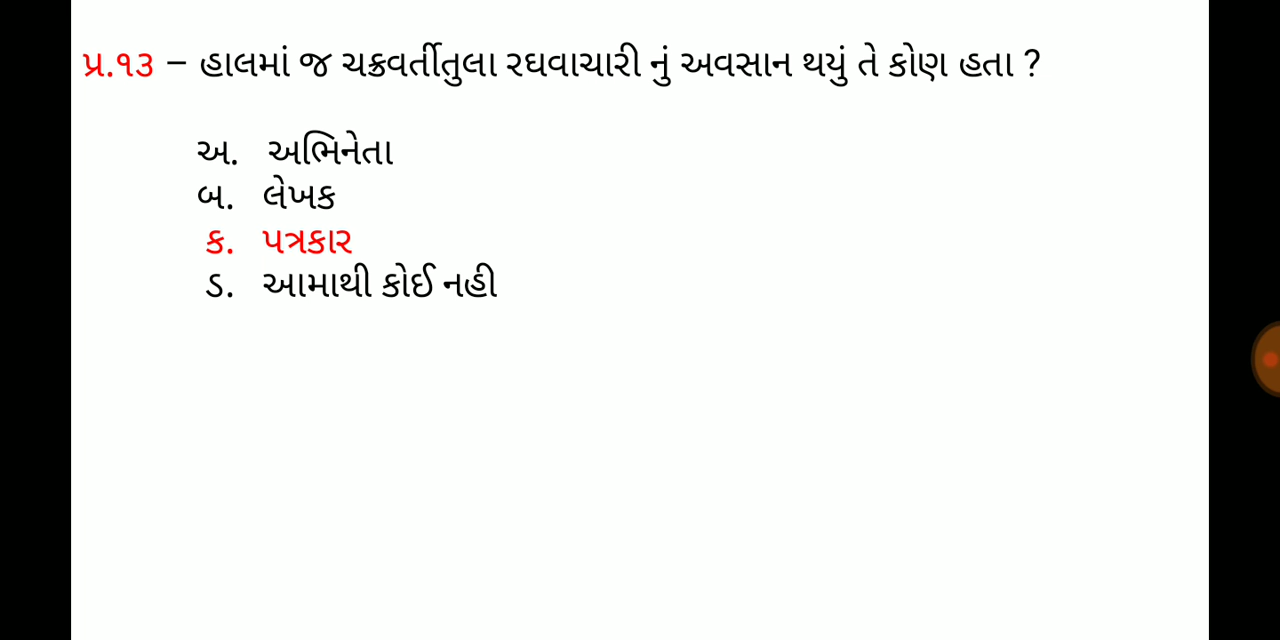 પ્ર.૧૩ – હાલમાં જ ચક્રવર્તીતુલા રઘવાચારી નું અવસાન થયું તે કોણ હતા ?
અ. અભિનેતા
બ. લેખક
ક. પત્રકાર
ડ. આમાથી કોઈ નહી